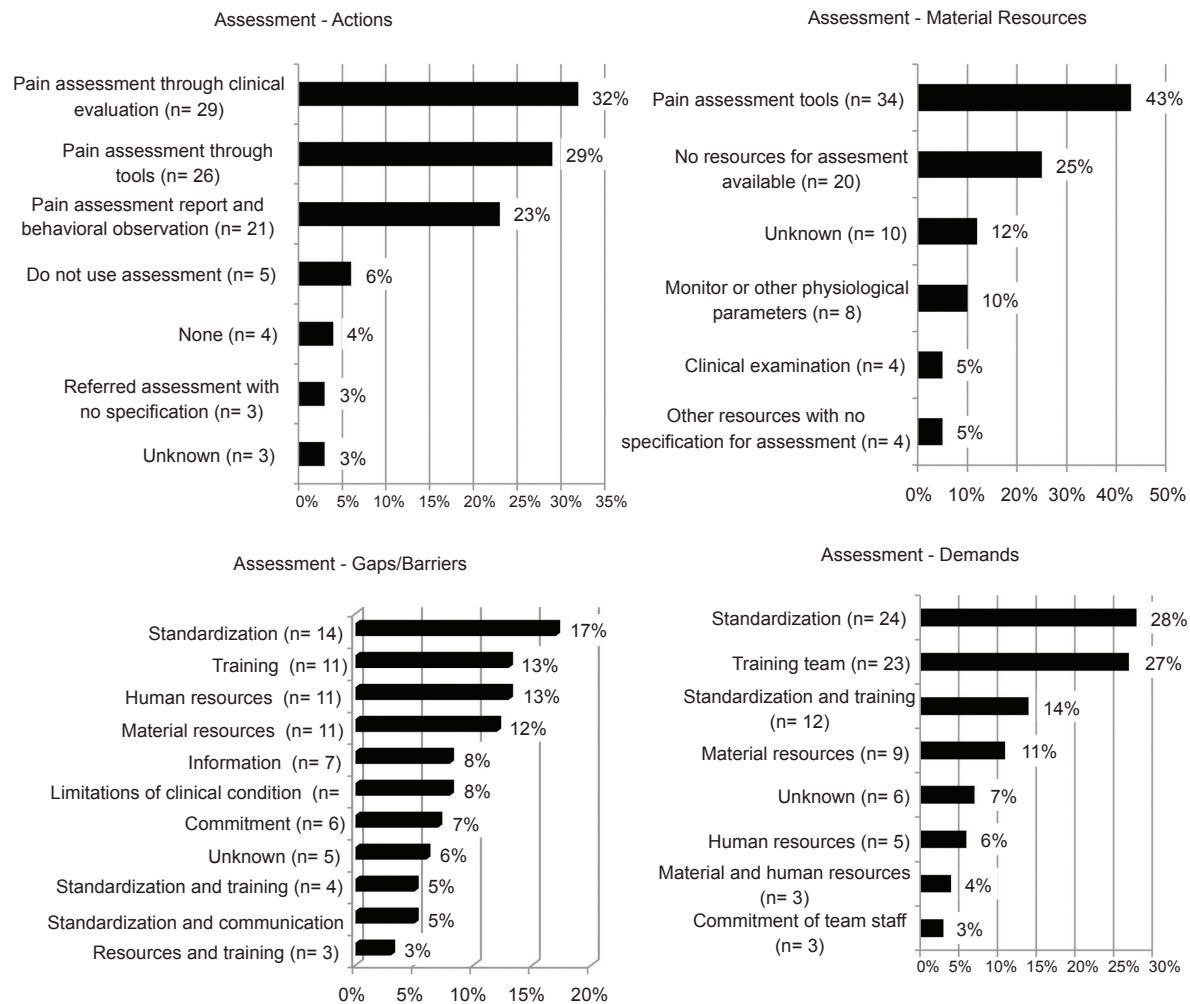 Assessment - Actions
Pain assessment through clinical
evaluation (n= 29)
32%
Pain assessment through
tools (n= 26)
29%
Pain assessment report and
behavioral observation (n= 21)
23%
Do not use assessment (n= 5)
6%
None (n= 4)
4%
Referred assessment with
no specification (n= 3)
3%
Unknown (n= 3)
3%
0% 5% 10% 15% 20% 25% 30% 35%
Assessment - Material Resources
Pain assessment tools (n= 34)
43%
No resources for assesment
available (n= 20)
25%
Unknown (n= 10)
12%
Monitor or other physiological
parameters (n= 8)
10%
Clinical examination (n= 4)
5%
Other resources with no
specification for assessment (n= 4)
5%
0% 10% 20% 30% 40% 50%
Assessment - Gaps/Barriers
Standardization (n= 14)
17%
Training (n= 11)
13%
Human resources (n= 11)
13%
Material resources (n= 11)
12%
Information (n= 7)
8%
Limitations of clinical condition (n=
8%
Commitment (n= 6)
7%
Unknown (n= 5)
6%
Standardization and training (n= 4)
5%
Standardization and communication
5%
Resources and training (n= 3)
3%
0% 5% 10% 15% 20%
Assessment - Demands
Standardization (n= 24)
28%
Training team (n= 23)
27%
Standardization and training
(n= 12)
14%
Material resources (n= 9)
11%
Unknown (n= 6)
7%
Human resources (n= 5)
6%
Material and human resources
(n= 3)
4%
Commitment of team staff
(n= 3)
3%
0% 5% 10% 15% 20% 25% 30%